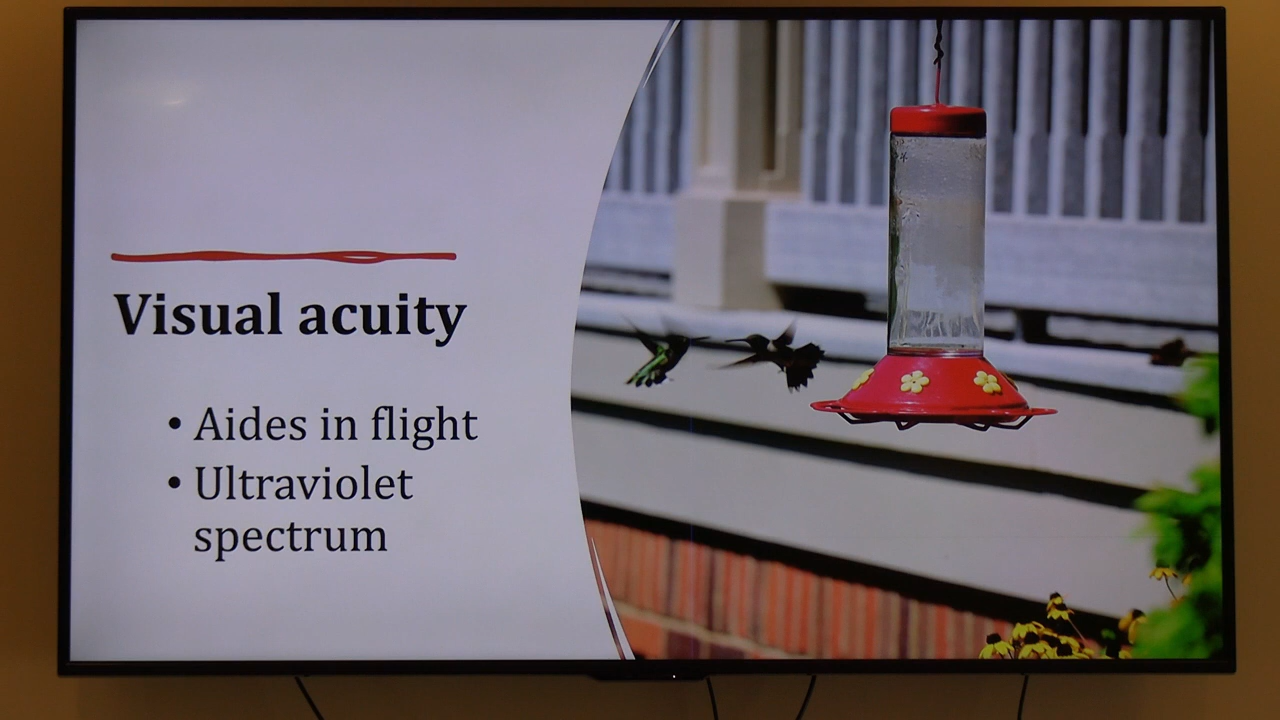 Visual acuity
• Aides in flight
• Ultraviolet
spectrum